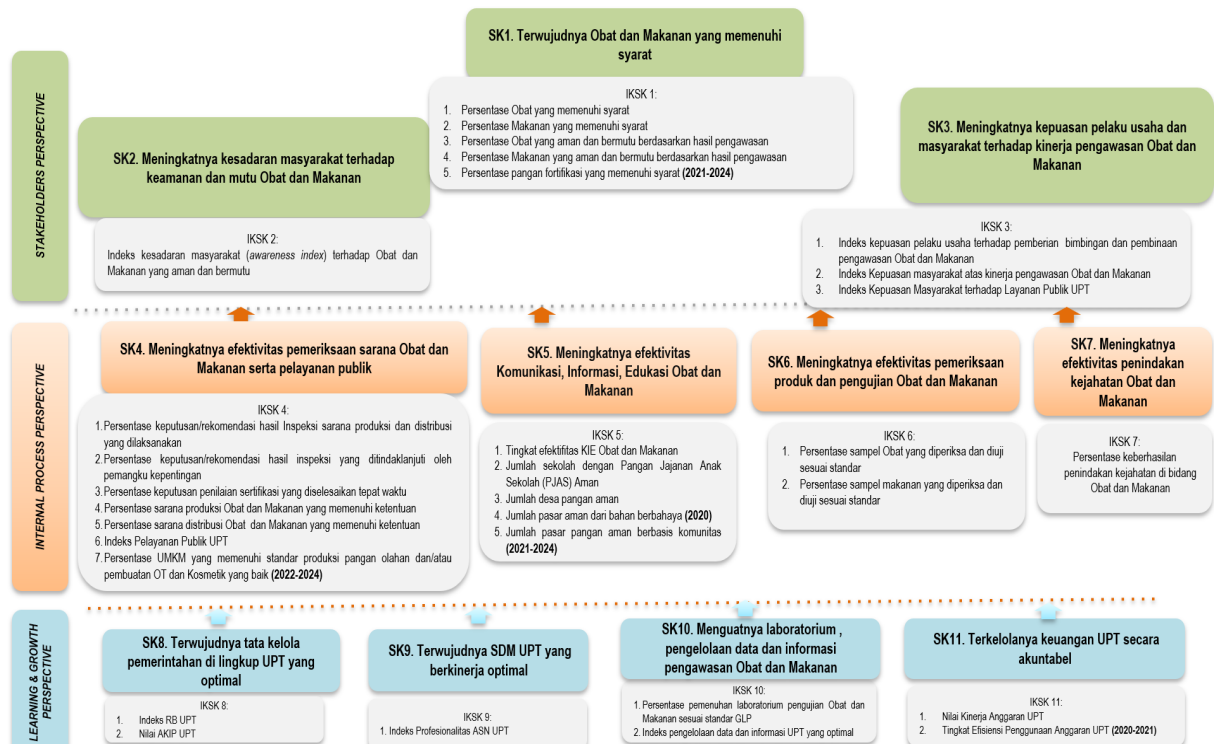 STAKEHOLDERS PERSPECTIVE
SK1. Terwujudnya Obat dan Makanan yang memenuhi
syarat
IKSK 1:
1. Persentase Obat yang memenuhi syarat
2. Persentase Makanan yang memenuhi syarat
3. Persentase Obat yang aman dan bermutu berdasarkan hasil pengawasan
4. Persentase Makanan yang aman dan bermutu berdasarkan hasil pengawasan
5. Persentase pangan fortifikasi yang memenuhi syarat (2021-2024)
SK2. Meningkatnya kesadaran masyarakat terhadap
keamanan dan mutu Obat dan Makanan
IKSK 2:
Indeks kesadaran masyarakat (awareness index) terhadap Obat dan
Makanan yang aman dan bermutu
SK3. Meningkatnya kepuasan pelaku usaha dan
masyarakat terhadap kinerja pengawasan Obat dan
Makanan
IKSK 3:
1. Indeks kepuasan pelaku usaha terhadap pemberian bimbingan dan pembinaan
pengawasan Obat dan Makanan
2. Indeks Kepuasan masyarakat atas kinerja pengawasan Obat dan Makanan
3. Indeks Kepuasan Masyarakat terhadap Layanan Publik UPT
INTERNAL PROCESS PERSPECTIVE
SK4. Meningkatnya efektivitas pemeriksaan sarana Obat dan
Makanan serta pelayanan publik
IKSK 4:
1. Persentase keputusan/rekomendasi hasil Inspeksi sarana produksi dan distribusi
yang dilaksanakan
2. Persentase keputusan/rekomendasi hasil inspeksi yang ditindaklanjuti oleh
pemangku kepentingan
3. Persentase keputusan penilaian sertifikasi yang diselesaikan tepat waktu
4. Persentase sarana produksi Obat dan Makanan yang memenuhi ketentuan
5. Persentase sarana distribusi Obat dan Makanan yang memenuhi ketentuan
6. Indeks Pelayanan Publik UPT
7. Persentase UMKM yang memenuhi standar produksi pangan olahan dan/atau
pembuatan OT dan Kosmetik yang baik (2022-2024)
SK5. Meningkatnya efektivitas
Komunikasi, Informasi, Edukasi Obat dan
Makanan
IKSK 5:
1. Tingkat efektifitas KIE Obat dan Makanan
2. Jumlah sekolah dengan Pangan Jajanan Anak
Sekolah (PJAS) Aman
3. Jumlah desa pangan aman
4. Jumlah pasar aman dari bahan berbahaya (2020)
5. Jumlah pasar pangan aman berbasis komunitas
(2021-2024)
SK6. Meningkatnya efektivitas pemeriksaan
produk dan pengujian Obat dan Makanan
IKSK 6:
1. Persentase sampel Obat yang diperiksa dan diuji
sesuai standar
2. Persentase sampel makanan yang diperiksa dan
diuji sesuai standar
SK7. Meningkatnya
efektivitas penindakan
kejahatan Obat dan
Makanan
IKSK 7:
Persentase keberhasilan
penindakan kejahatan di bidang
Obat dan Makanan
LEARNING & GROWTH
PERSPECTIVE
SK8. Terwujudnya tata kelola
pemerintahan di lingkup UPT yang
optimal
IKSK 8:
1. Indeks RB UPT
2. Nilai AKIP UPT
SK9. Terwujudnya SDM UPT yang
berkinerja optimal
IKSK 9:
1. Indeks Profesionalitas ASN UPT
SK10. Menguatnya laboratorium ,
pengelolaan data dan informasi
pengawasan Obat dan Makanan
IKSK 10:
1. Persentase pemenuhan laboratorium pengujian Obat dan
Makanan sesuai standar GLP
2. Indeks pengelolaan data dan informasi UPT yang optimal
SK11. Terkelolanya keuangan UPT secara
akuntabel
IKSK 11:
1. Nilai Kinerja Anggaran UPT
2. Tingkat Efisiensi Penggunaan Anggaran UPT (2020-2021)